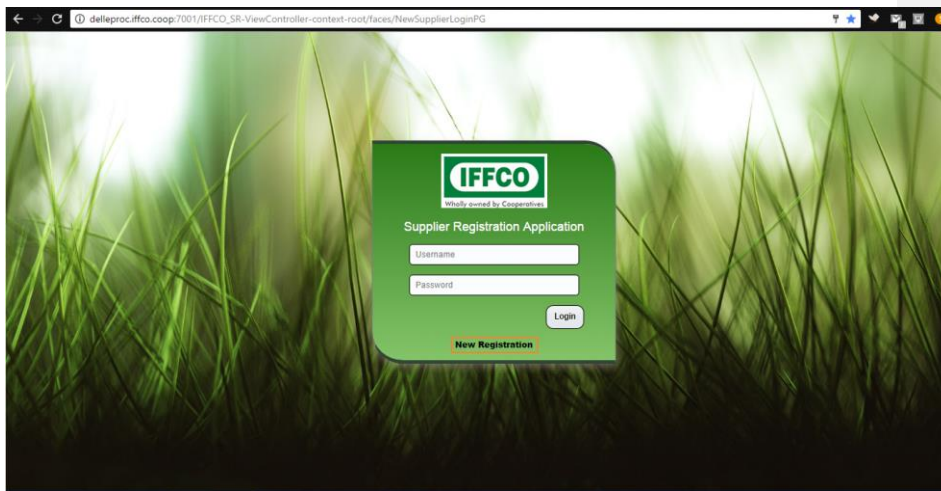 delleproc.iffco.coop:7001/IFFCO_SR-ViewController-context-root/faces/NewSupplierLoginPG
IFFCO
Wholly owned by Cooperatives
Supplier Registration Application
Username
Password
Login
New Registration